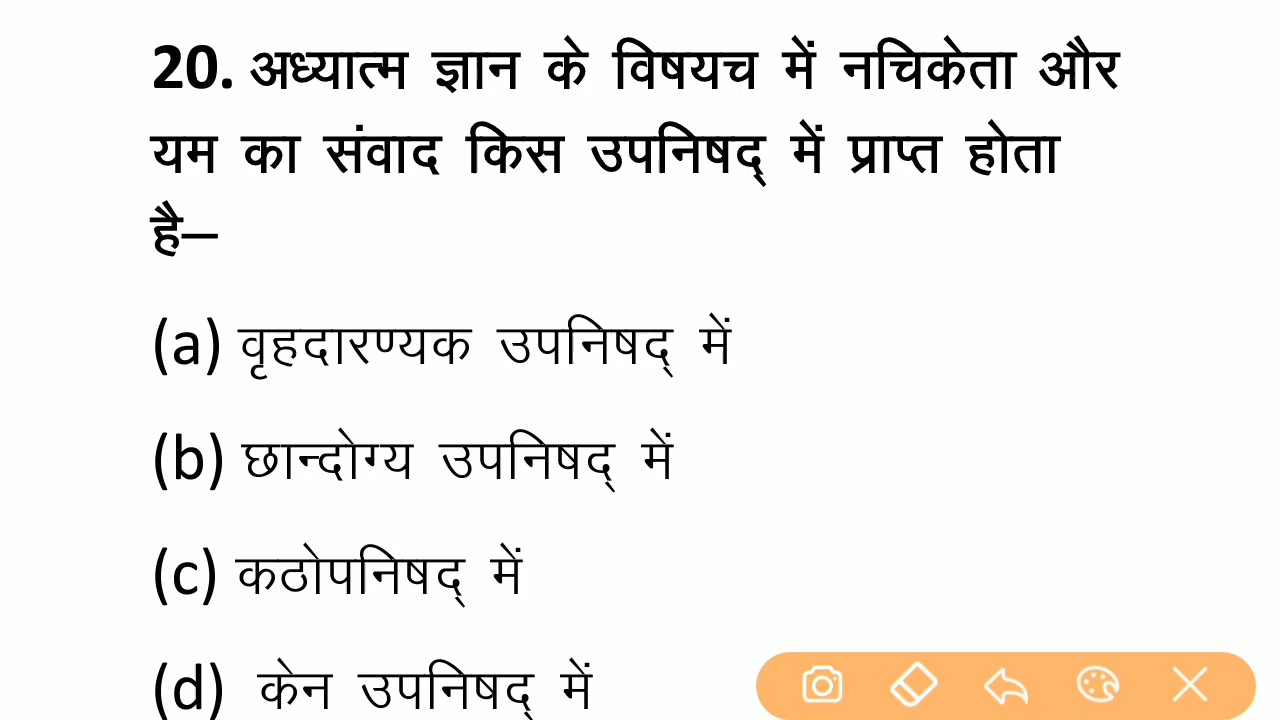 20. अध्यात्म ज्ञान के विषयच में नचिकेता और
यम का संवाद किस उपनिषद् में प्राप्त होता
है–
(a) वृहदारण्यक उपनिषद् में
(b) छान्दोग्य उपनिषद् में
(c) कठोपनिषद् में
(d) केन उपनिषद् में